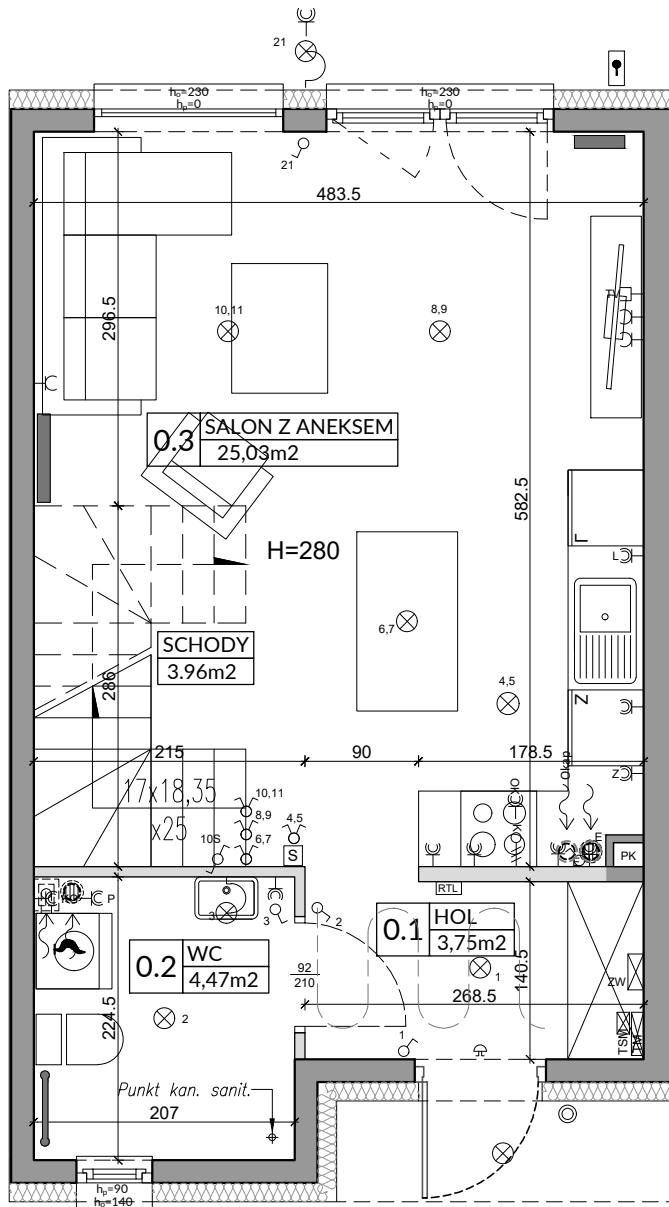 21
hₒ=230
hₚ=0
hₒ=230
hₚ=0
21
483.5
296.5
10,11
8,9
TV
0.3
SALON Z ANEKSEM
25,03m2
582.5
H=280
L
L
6,7
SCHODY
3.96m2
286
4,5
Z
215
90
178.5
Okap
Z
17x18,35
x25
10,11
8,9
6,7
10S
4,5
S
E
E
PK
RTL
P
3
3
2
0.1
HOL
3,75m2
0.2
WC
4,47m2
92
210
1
140.5
ZW
268.5
224.5
2
1
TSM
TM
Punkt kan. sanit.
207
hₚ=90
hₒ=140